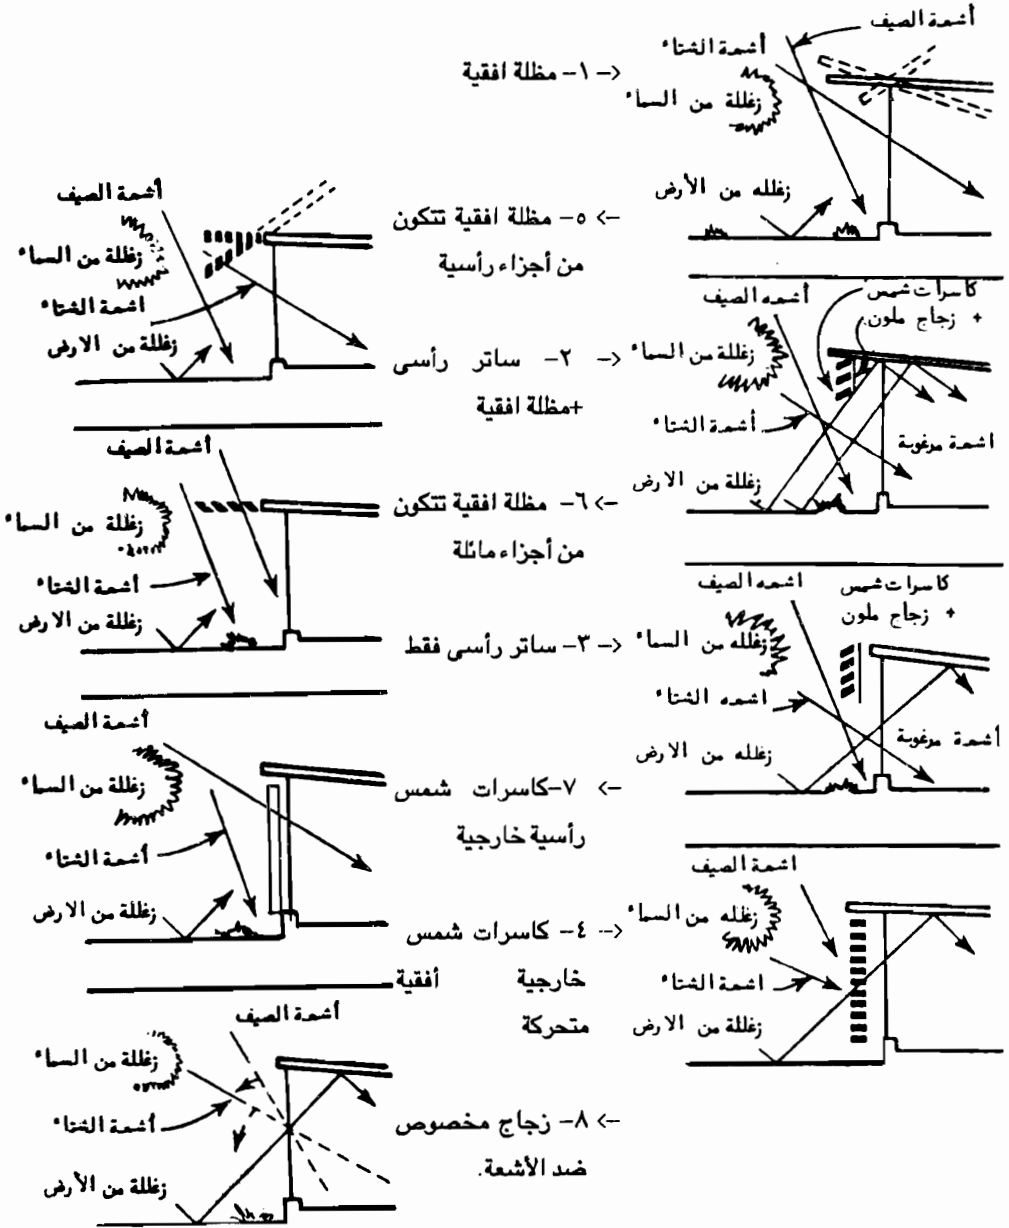 أشعة الصيف
أشعة الشتاء
<- ١- مظلة افقية
زغللة من السماء
زغلله من الأرض
أشعة الصيف
<- ٥- مظلة افقية تتكون
من أجزاء رأسية
زغللة من السماء
اشعة الشتاء
زغللة من الارض
أشعه الصيف
كاسرات شمس
+ زجاج ملون
<- ٢- ساتر رأسى
+مظلة افقية
زغللة من السماء
أشعة الشتاء
اشعة مرغوبة
زغللة من الارض
أشعة الصيف
<- ٦- مظلة افقية تتكون
من أجزاء مائلة
زغللة من السماء
أشعة الشتاء
زغللة من الارض
اشعه الصيف
كاسرات شمس
+ زجاج ملون
<- ٣- ساتر رأسى فقط
زغلله من السماء
اشعه الشتاء
أشعة مرغوبة
زغلله من الارض
أشعة الصيف
<- ٧-كاسرات شمس
رأسية خارجية
زغللة من السماء
أشعة الشتاء
زغللة من الارض
اشعة الصيف
<- ٤- كاسرات شمس
خارجية أفقية
متحركة
زغلله من السماء
اشعة الشتاء
زغللة من الارض
أشعة الصيف
<- ٨- زجاج مخصوص
ضد الأشعة.
زغللة من السماء
أشعة الشتاء
زغللة من الأرض